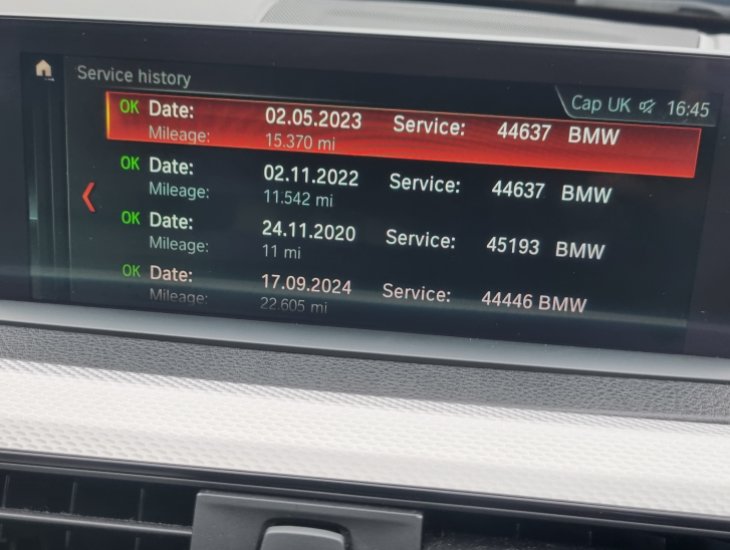 Service history
Cap UK 16:45
OK Date: 02.05.2023 Service: 44637 BMW
Mileage: 15.370 mi
OK Date: 02.11.2022 Service: 44637 BMW
Mileage: 11.542 mi
OK Date: 24.11.2020 Service: 45193 BMW
Mileage: 11 mi
OK Date: 17.09.2024 Service: 44446 BMW
Mileage: 22.605 mi